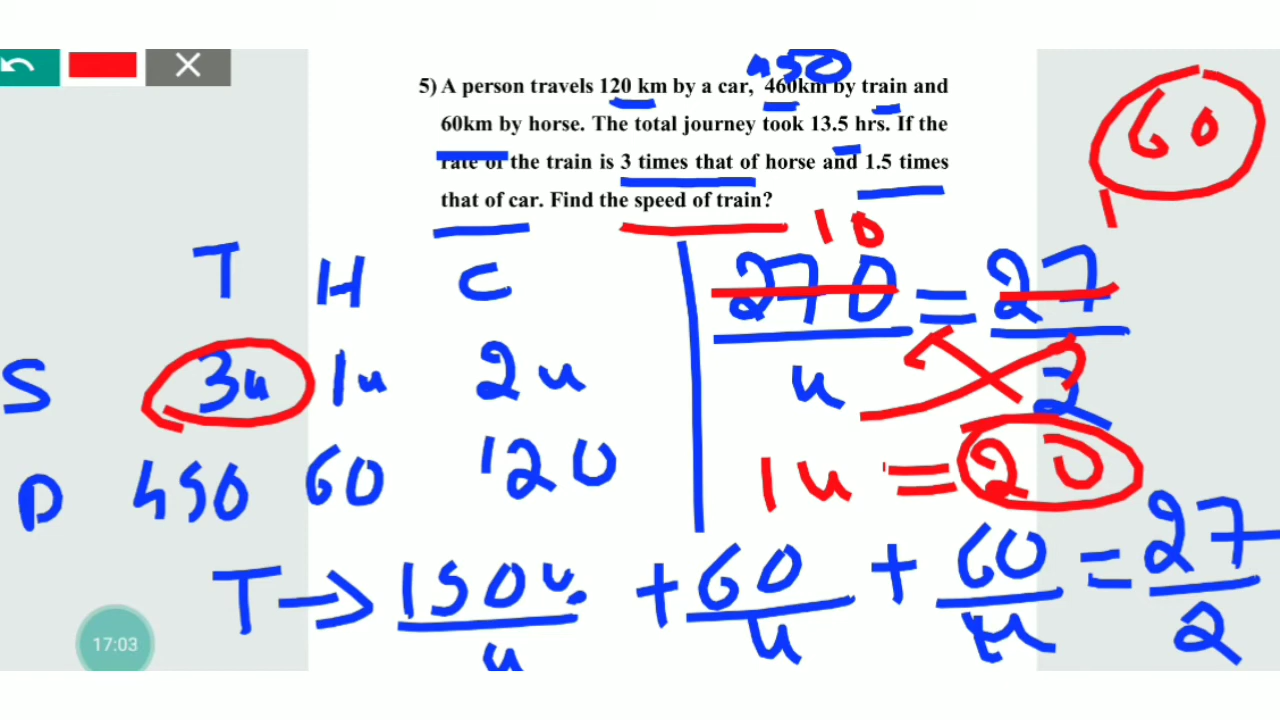 450
5) A person travels 120 km by a car, 460km by train and
60km by horse. The total journey took 13.5 hrs. If the
rate of the train is 3 times that of horse and 1.5 times
that of car. Find the speed of train?
60
T H C
S 3u 1u 2u
D 450 60 120
10
270/u = 27/2
1u = 20
T → 150/u + 60/u + 60/u = 27/2
17:03